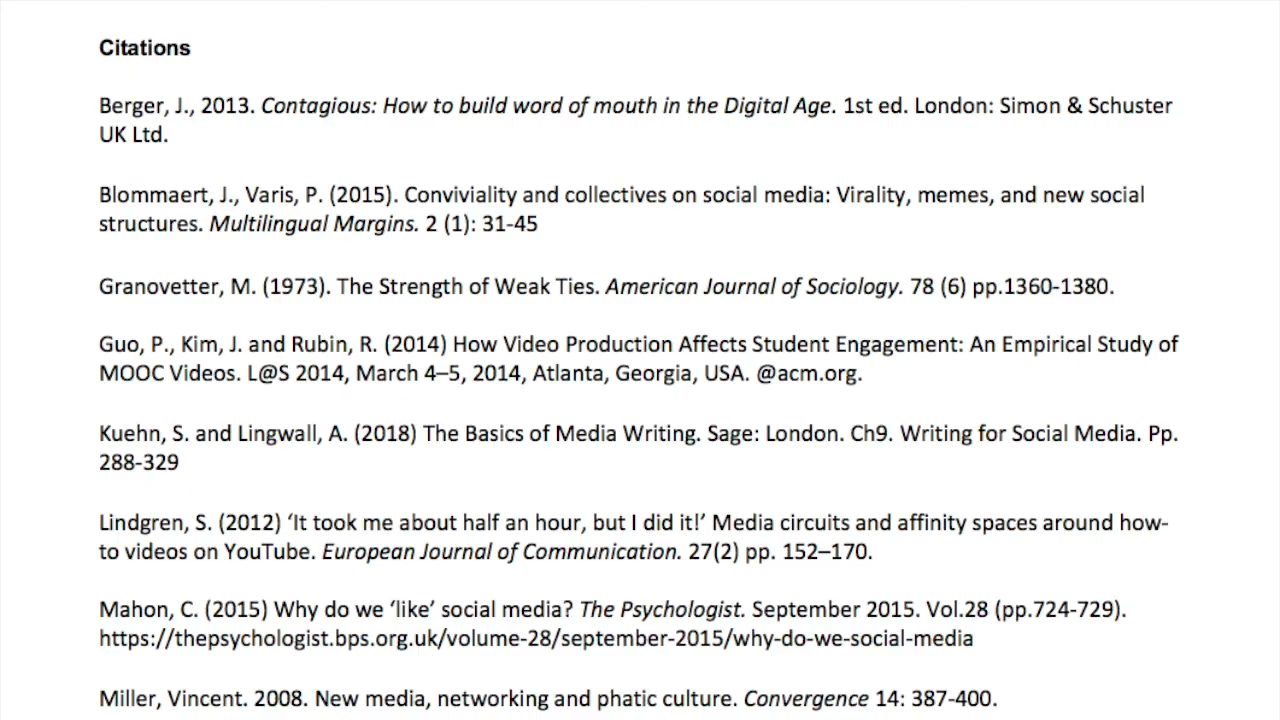 Citations
Berger, J., 2013. Contagious: How to build word of mouth in the Digital Age. 1st ed. London: Simon & Schuster
UK Ltd.
Blommaert, J., Varis, P. (2015). Conviviality and collectives on social media: Virality, memes, and new social
structures. Multilingual Margins. 2 (1): 31-45
Granovetter, M. (1973). The Strength of Weak Ties. American Journal of Sociology. 78 (6) pp.1360-1380.
Guo, P., Kim, J. and Rubin, R. (2014) How Video Production Affects Student Engagement: An Empirical Study of
MOOC Videos. L@S 2014, March 4–5, 2014, Atlanta, Georgia, USA. @acm.org.
Kuehn, S. and Lingwall, A. (2018) The Basics of Media Writing. Sage: London. Ch9. Writing for Social Media. Pp.
288-329
Lindgren, S. (2012) ‘It took me about half an hour, but I did it!’ Media circuits and affinity spaces around how-
to videos on YouTube. European Journal of Communication. 27(2) pp. 152–170.
Mahon, C. (2015) Why do we ‘like’ social media? The Psychologist. September 2015. Vol.28 (pp.724-729).
https://thepsychologist.bps.org.uk/volume-28/september-2015/why-do-we-social-media
Miller, Vincent. 2008. New media, networking and phatic culture. Convergence 14: 387-400.